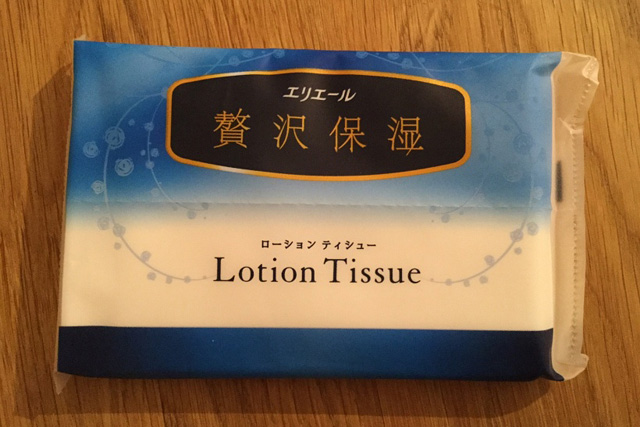 エリエール
贅沢保湿
ローション ティシュー
Lotion Tissue